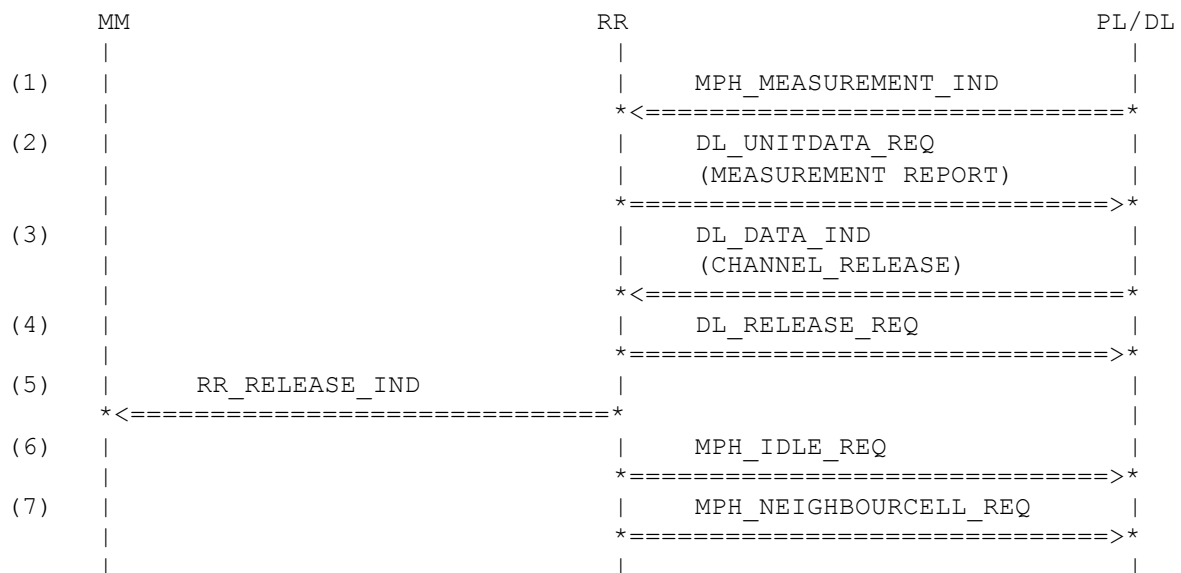 MM RR PL/DL
| | |
(1) | | MPH_MEASUREMENT_IND |
| *<==============================*
(2) | | DL_UNITDATA_REQ |
| | (MEASUREMENT REPORT) |
| *==============================>*
(3) | | DL_DATA_IND |
| | (CHANNEL_RELEASE) |
| *<==============================*
(4) | | DL_RELEASE_REQ |
| *==============================>*
(5) | RR_RELEASE_IND | |
*<==============================* |
(6) | | MPH_IDLE_REQ |
| *==============================>*
(7) | | MPH_NEIGHBOURCELL_REQ |
| *==============================>*
| | |